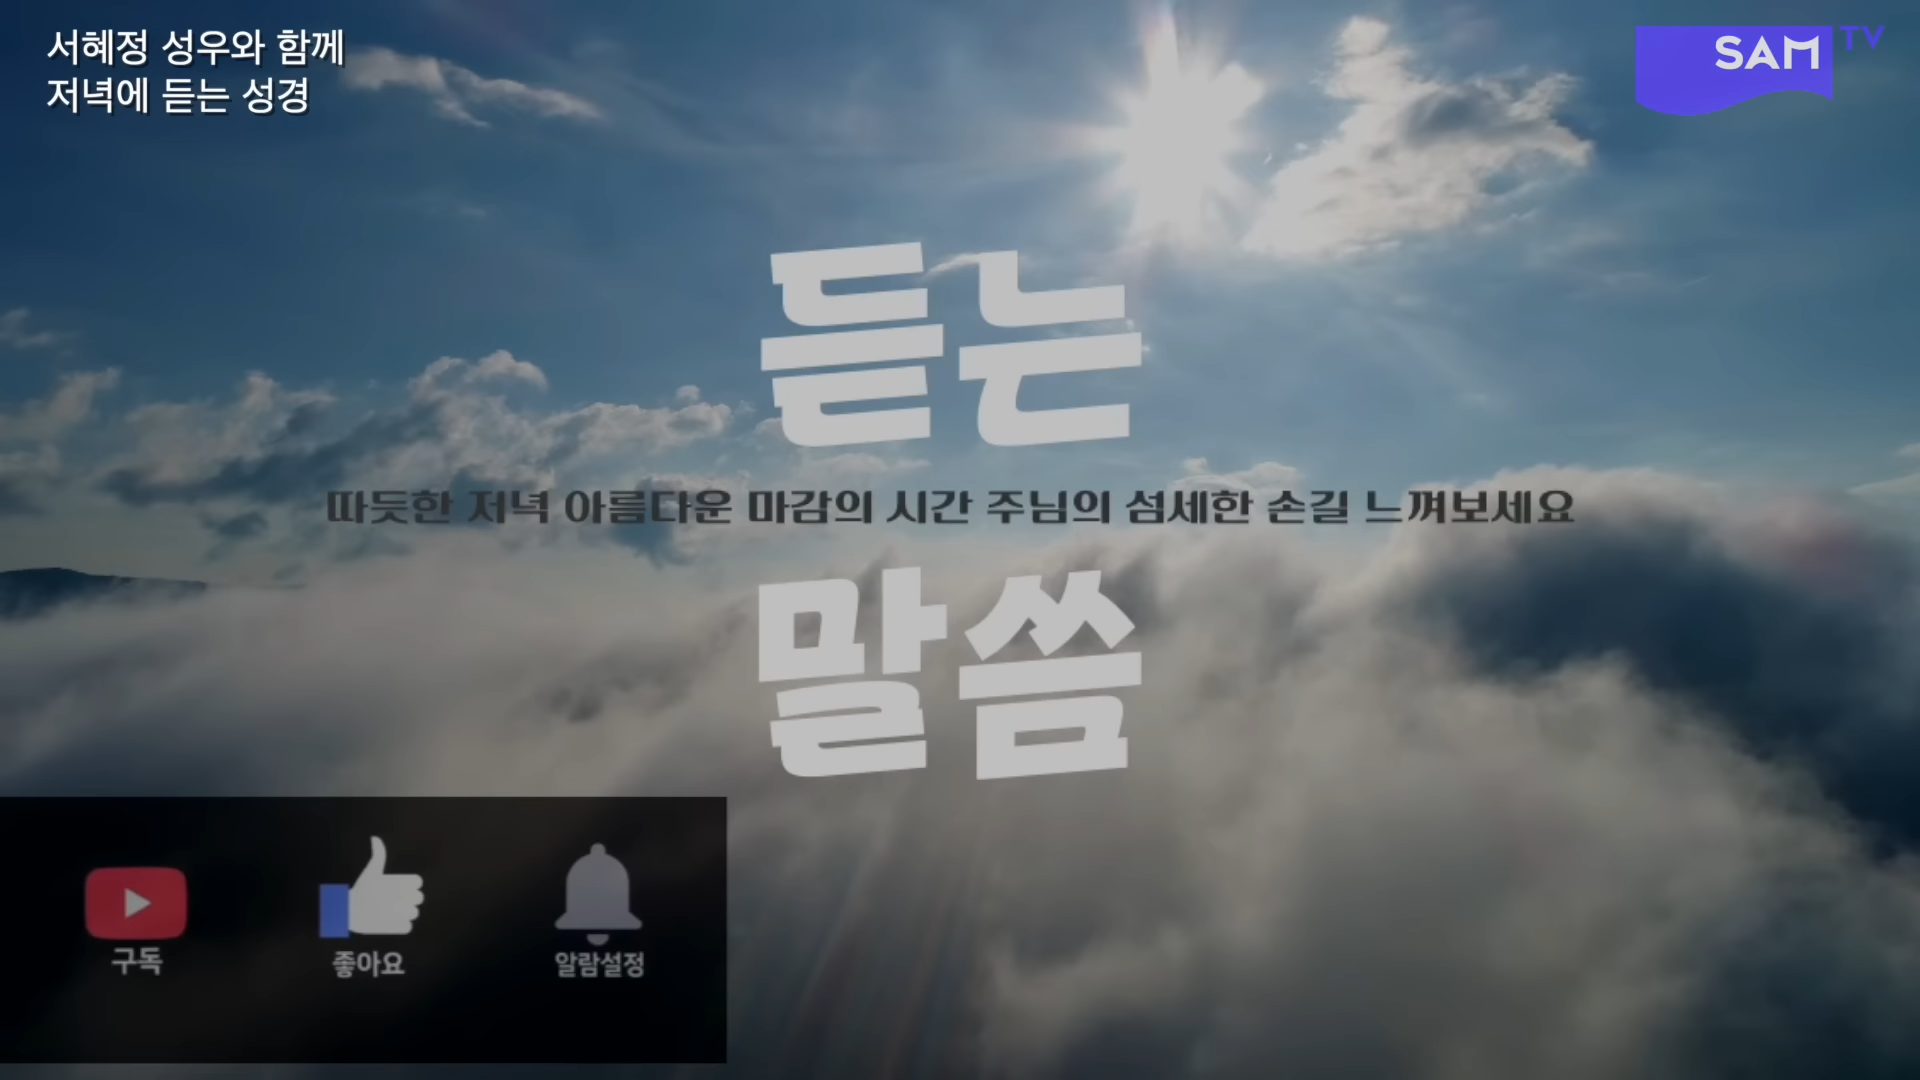 서혜정 성우와 함께
저녁에 듣는 성경
SAM TV
듣는
따듯한 저녁 아름다운 마감의 시간 주님의 섬세한 손길 느껴보세요
말씀
구독
좋아요
알람설정